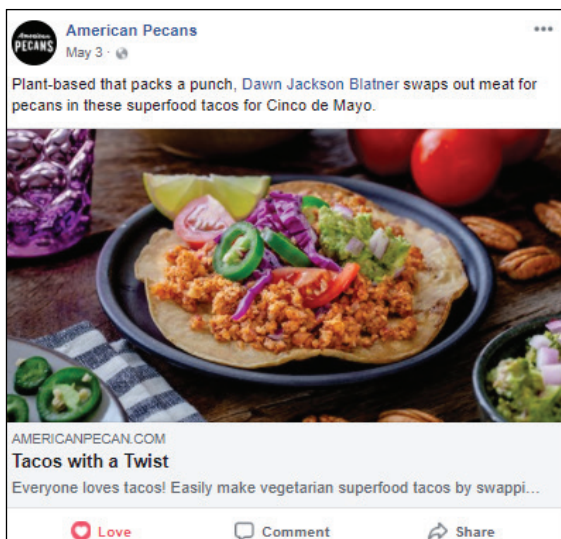 American
PECANS
American Pecans
May 3 ·
Plant-based that packs a punch, Dawn Jackson Blatner swaps out meat for
pecans in these superfood tacos for Cinco de Mayo.
AMERICANPECAN.COM
Tacos with a Twist
Everyone loves tacos! Easily make vegetarian superfood tacos by swappi...
Love Comment Share